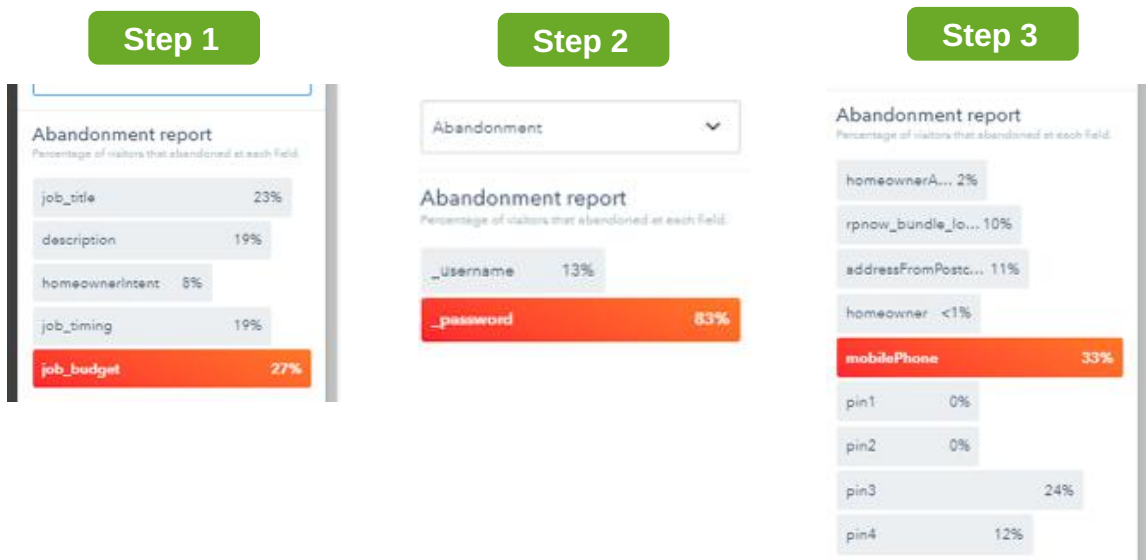 Step 1
Abandonment report
Percentage of visitors that abandoned at each field.
job_title 23%
description 19%
homeownerIntent 8%
job_timing 19%
job_budget 27%
Step 2
Abandonment
Abandonment report
Percentage of visitors that abandoned at each field.
_username 13%
_password 83%
Step 3
Abandonment report
Percentage of visitors that abandoned at each field.
homeownerA... 2%
rpnow_bundle_lo... 10%
addressFromPostc... 11%
homeowner <1%
mobilePhone 33%
pin1 0%
pin2 0%
pin3 24%
pin4 12%